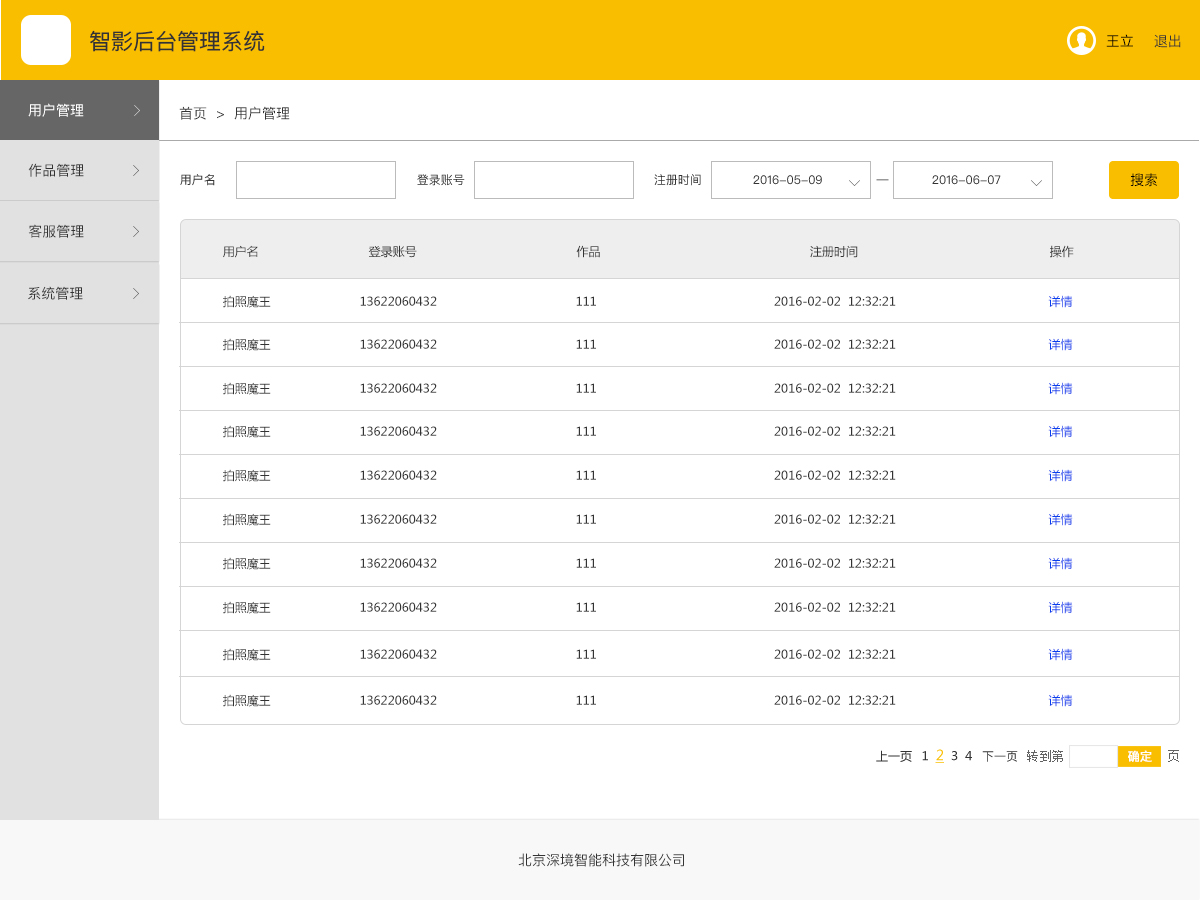 智影后台管理系统
王立 退出
用户管理
作品管理
客服管理
系统管理
首页 > 用户管理
用户名 登录账号 注册时间 2016-05-09 — 2016-06-07 搜索
用户名 登录账号 作品 注册时间 操作
拍照魔王 13622060432 111 2016-02-02 12:32:21 详情
拍照魔王 13622060432 111 2016-02-02 12:32:21 详情
拍照魔王 13622060432 111 2016-02-02 12:32:21 详情
拍照魔王 13622060432 111 2016-02-02 12:32:21 详情
拍照魔王 13622060432 111 2016-02-02 12:32:21 详情
拍照魔王 13622060432 111 2016-02-02 12:32:21 详情
拍照魔王 13622060432 111 2016-02-02 12:32:21 详情
拍照魔王 13622060432 111 2016-02-02 12:32:21 详情
拍照魔王 13622060432 111 2016-02-02 12:32:21 详情
拍照魔王 13622060432 111 2016-02-02 12:32:21 详情
上一页 1 2 3 4 下一页 转到第 确定 页
北京深境智能科技有限公司